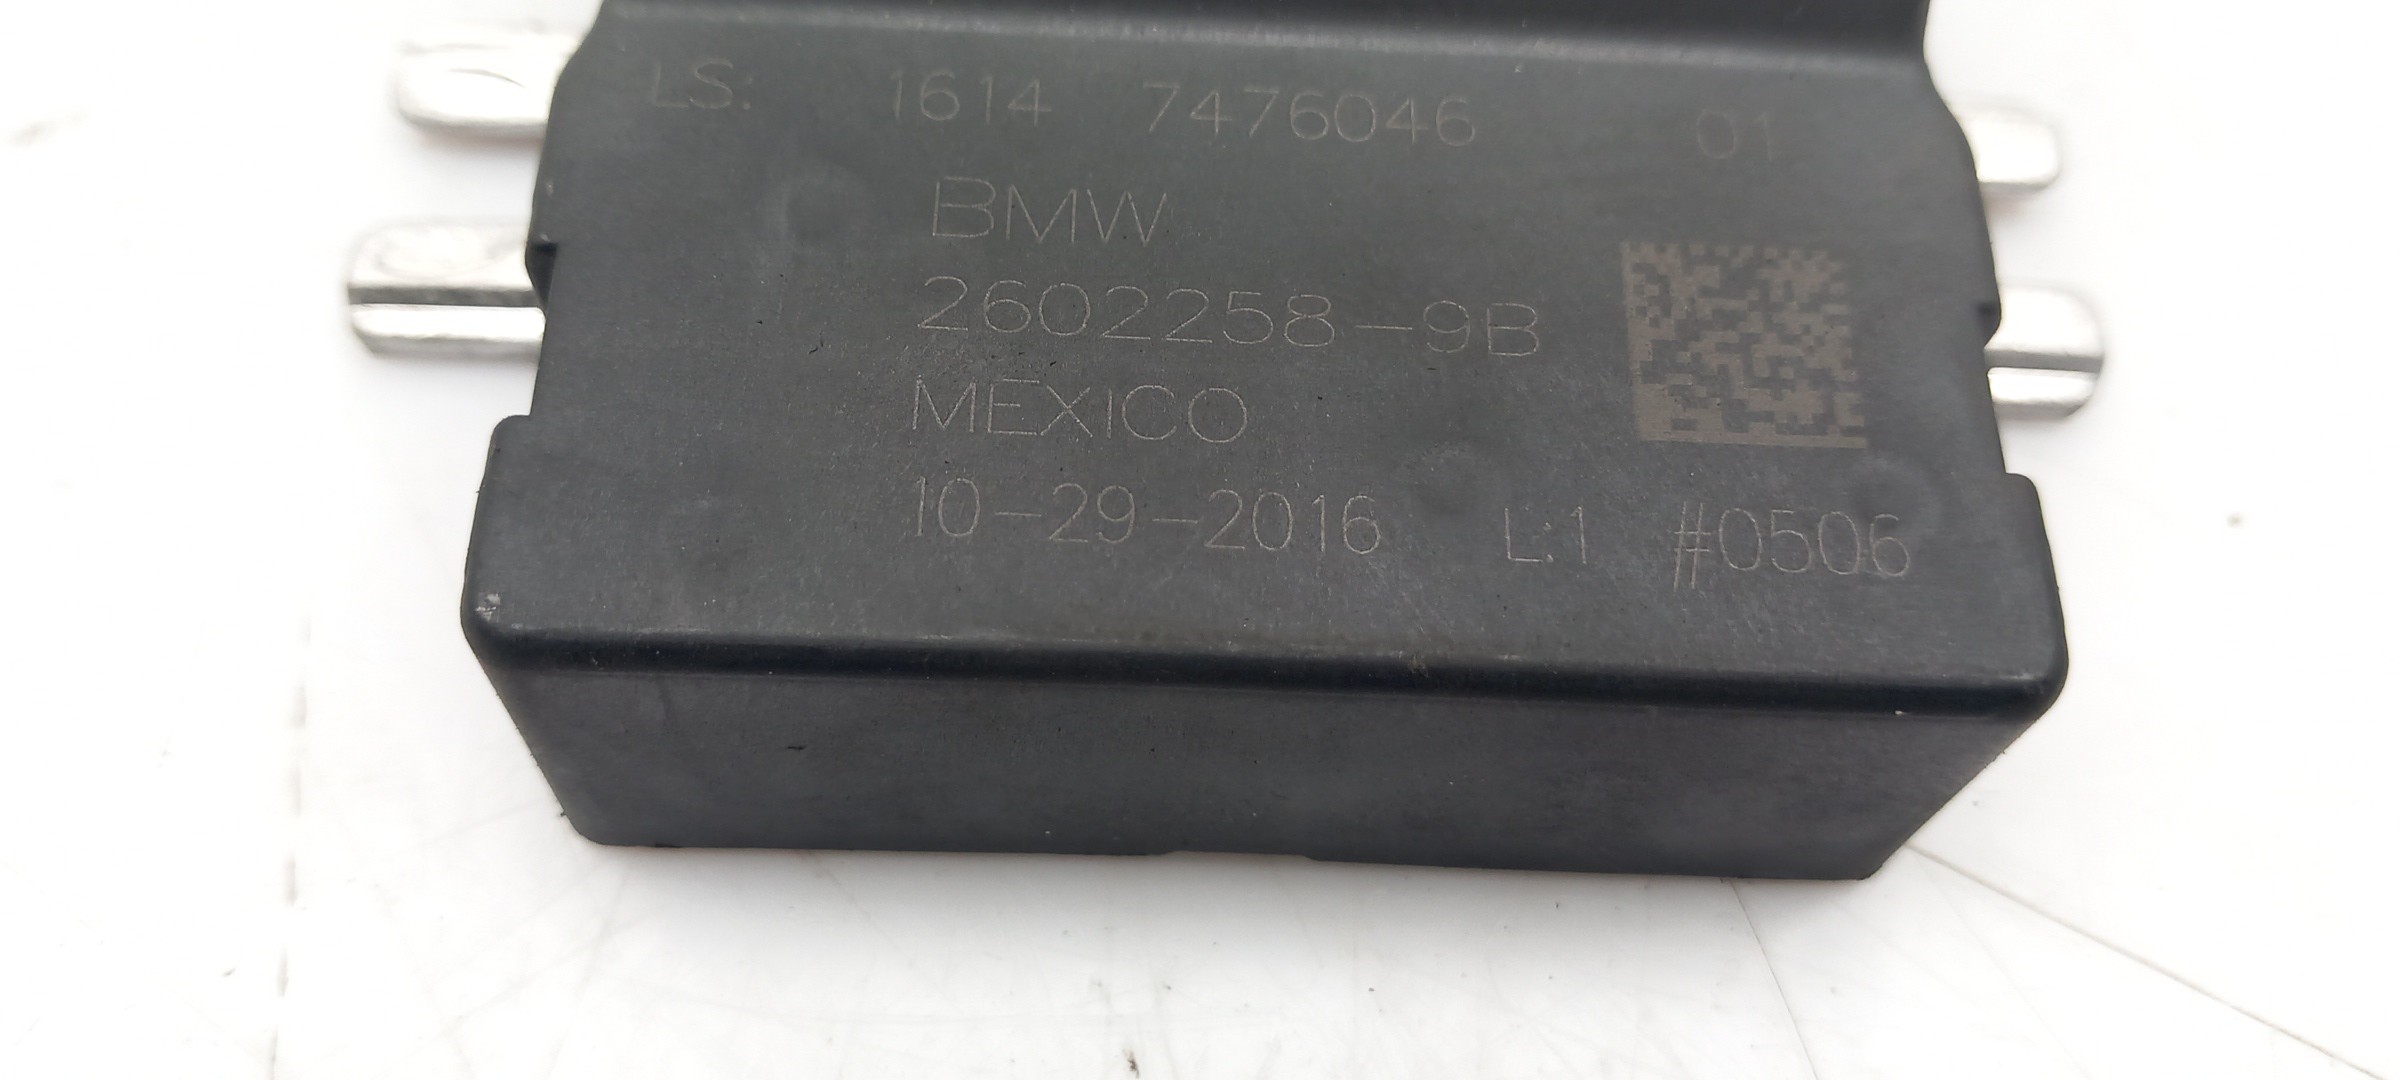 LS: 1614 7476046 01
BMW
2602258-9B
MEXICO
10-29-2016 L:1 #0506